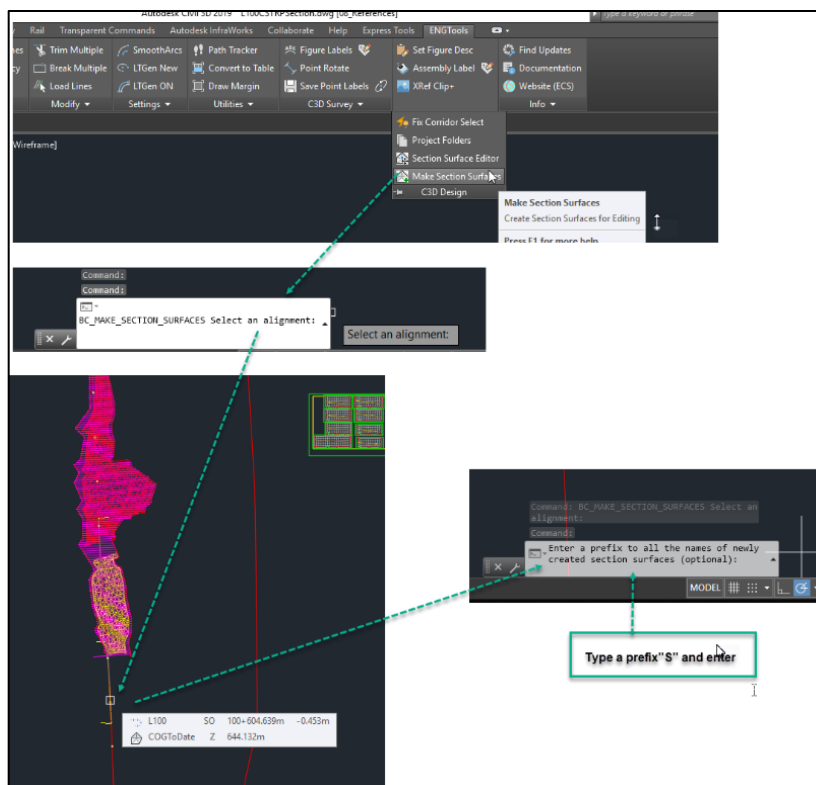 Autodesk Civil 3D 2019 L100CSTRPSection.dwg [06_References]
Type a keyword or phrase
Rail Transparent Commands Autodesk InfraWorks Collaborate Help Express Tools ENGTools
Trim Multiple SmoothArcs Path Tracker Figure Labels Set Figure Desc Find Updates
Break Multiple LTGen New Convert to Table Point Rotate Assembly Label Documentation
Load Lines LTGen ON Draw Margin Save Point Labels XRef Clip+ Website (ECS)
Modify Settings Utilities C3D Survey Info
Fix Corridor Select
Wireframe]
Project Folders
Section Surface Editor
Make Section Surfaces
C3D Design
Make Section Surfaces
Create Section Surfaces for Editing
Press F1 for more help
Command:
Command:
BC_MAKE_SECTION_SURFACES Select an alignment:
Select an alignment:
Command: BC_MAKE_SECTION_SURFACES Select an
alignment:
Command:
Enter a prefix to all the names of newly
created section surfaces (optional):
MODEL
Type a prefix"S" and enter
L100 SO 100+604.639m -0.453m
COGToDate Z 644.132m